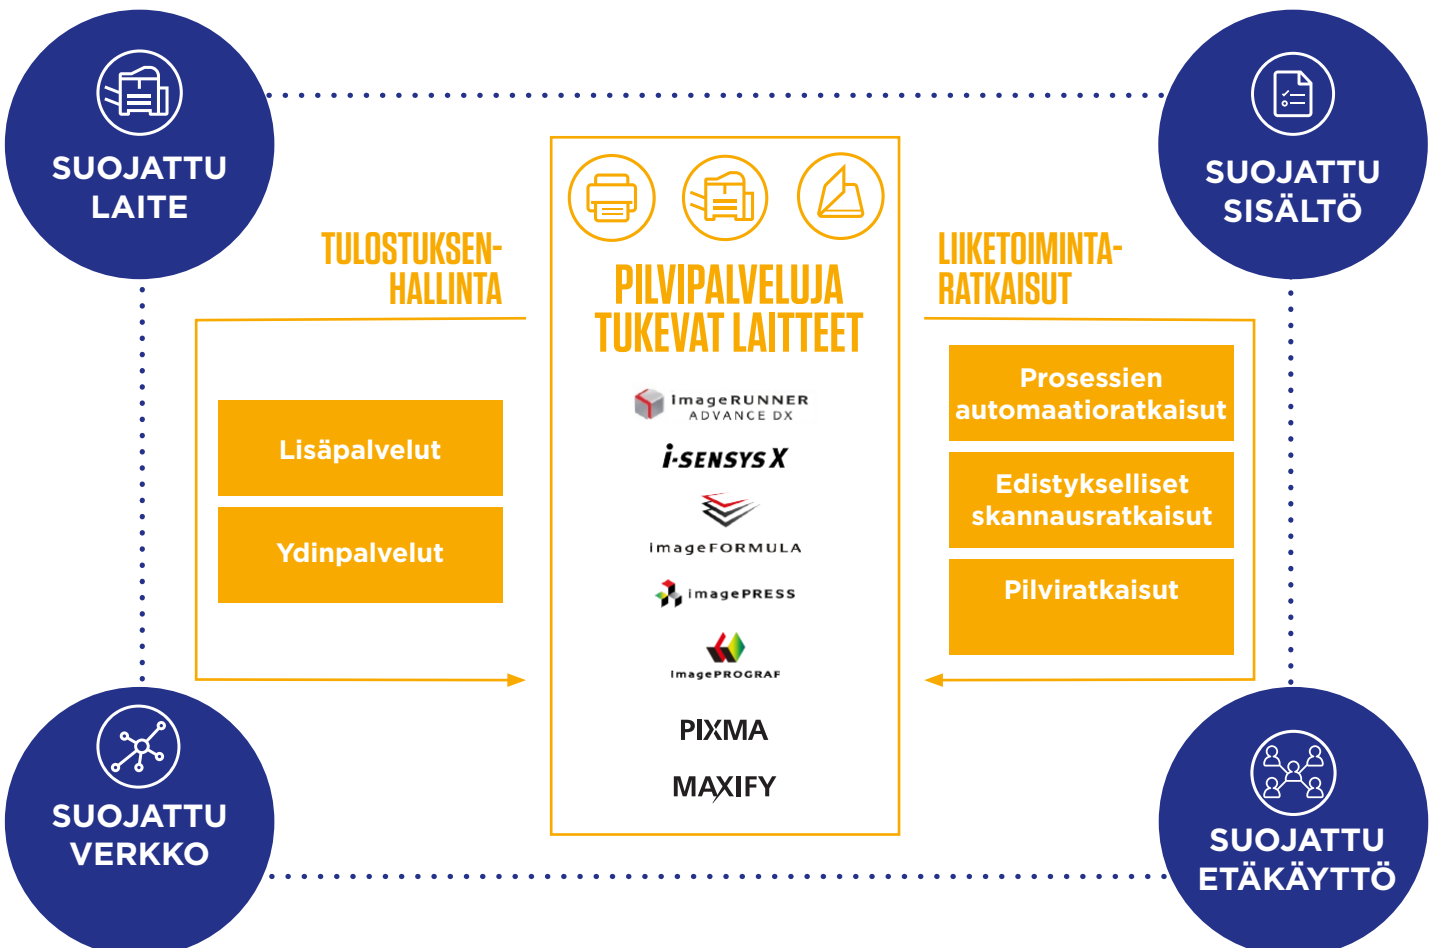 SUOJATTU
LAITE
SUOJATTU
SISÄLTÖ
TULOSTUKSEN-
HALLINTA
Lisäpalvelut
Ydinpalvelut
PILVIPALVELUJA
TUKEVAT LAITTEET
imageRUNNER
ADVANCE DX
i-SENSYS X
imageFORMULA
imagePRESS
imagePROGRAF
PIXMA
MAXIFY
LIIKETOIMINTA-
RATKAISUT
Prosessien
automaatioratkaisut
Edistykselliset
skannausratkaisut
Pilviratkaisut
SUOJATTU
VERKKO
SUOJATTU
ETÄKÄYTTÖ